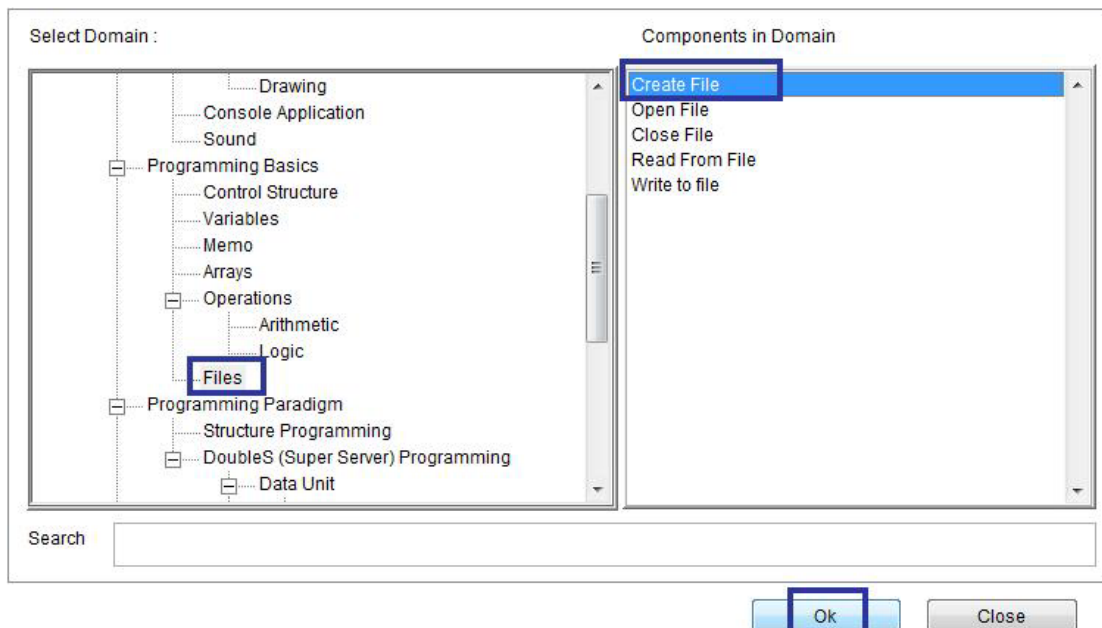 Select Domain :
Components in Domain
Drawing
Console Application
Sound
Programming Basics
Control Structure
Variables
Memo
Arrays
Operations
Arithmetic
Logic
Files
Programming Paradigm
Structure Programming
DoubleS (Super Server) Programming
Data Unit
Create File
Open File
Close File
Read From File
Write to file
Search
Ok
Close